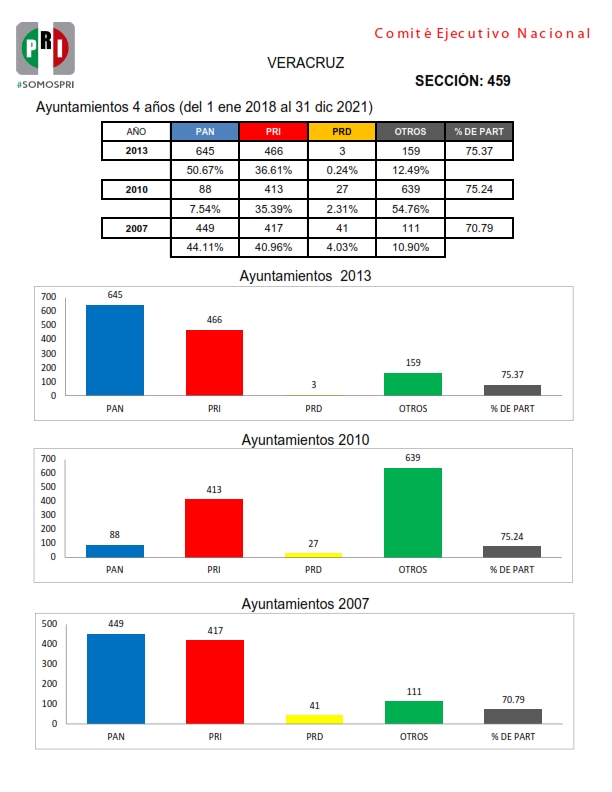 Comité Ejecutivo Nacional
PRI
#SOMOSPRI
VERACRUZ
SECCIÓN: 459
Ayuntamientos 4 años (del 1 ene 2018 al 31 dic 2021)
AÑO PAN PRI PRD OTROS % DE PART
2013 645 466 3 159 75.37
50.67% 36.61% 0.24% 12.49%
2010 88 413 27 639 75.24
7.54% 35.39% 2.31% 54.76%
2007 449 417 41 111 70.79
44.11% 40.96% 4.03% 10.90%
Ayuntamientos 2013
700
600
500
400
300
200
100
0
645 466 3 159 75.37
PAN PRI PRD OTROS % DE PART
Ayuntamientos 2010
700
600
500
400
300
200
100
0
88 413 27 639 75.24
PAN PRI PRD OTROS % DE PART
Ayuntamientos 2007
500
400
300
200
100
0
449 417 41 111 70.79
PAN PRI PRD OTROS % DE PART